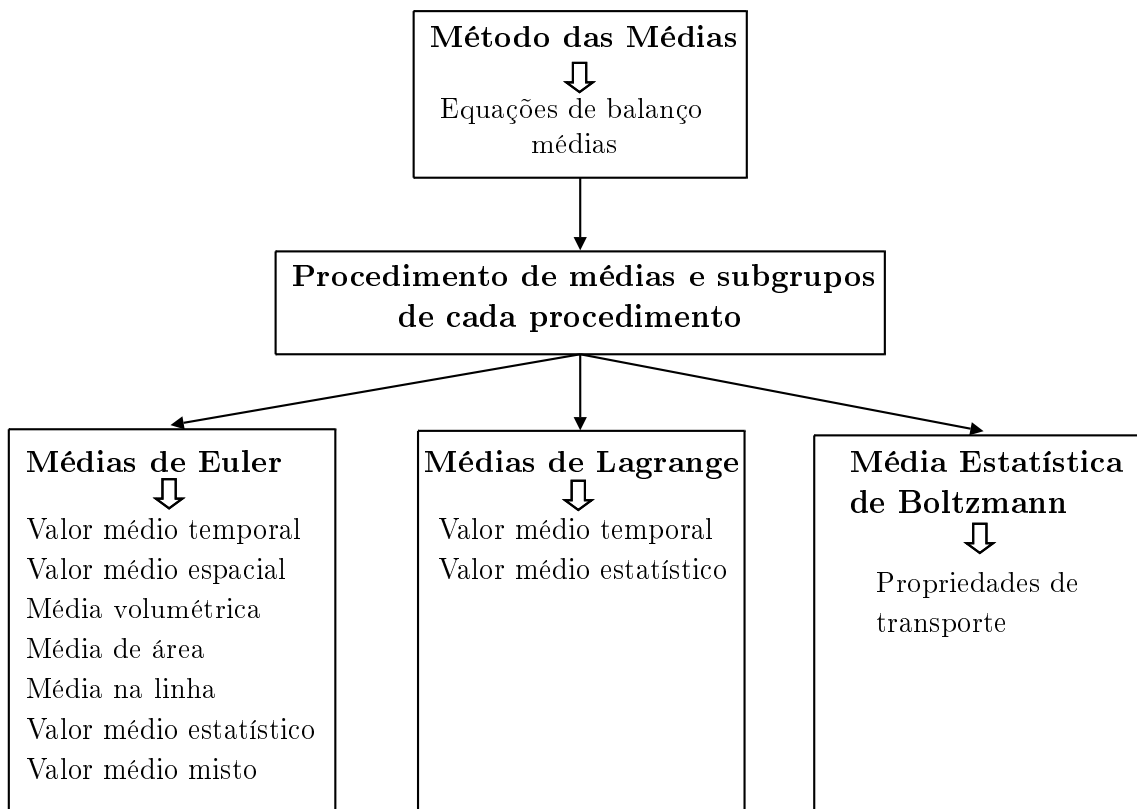 Método das Médias
Equações de balanço
médias
Procedimento de médias e subgrupos
de cada procedimento
Médias de Euler
Valor médio temporal
Valor médio espacial
Média volumétrica
Média de área
Média na linha
Valor médio estatístico
Valor médio misto
Médias de Lagrange
Valor médio temporal
Valor médio estatístico
Média Estatística
de Boltzmann
Propriedades de
transporte